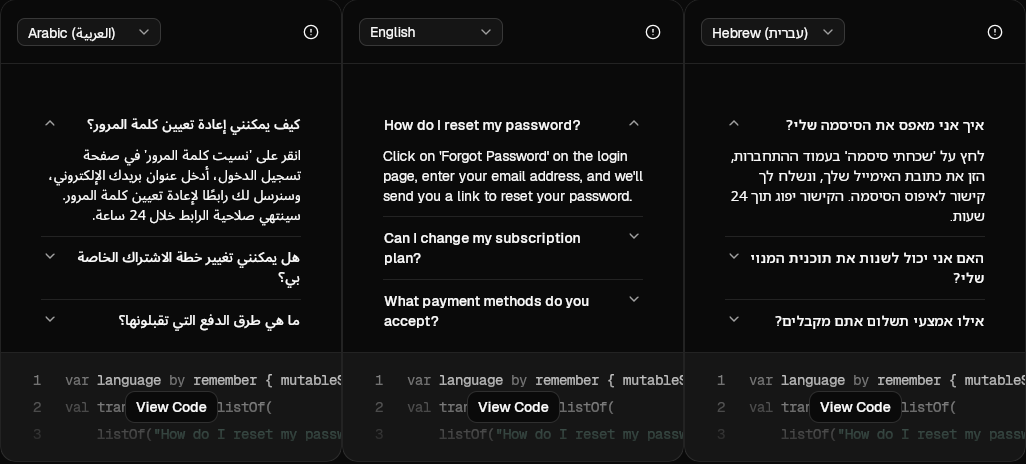 Arabic (العربية)
كيف يمكنني إعادة تعيين كلمة المرور؟
انقر على 'نسيت كلمة المرور' في صفحة
تسجيل الدخول، أدخل عنوان بريدك الإلكتروني،
وسنرسل لك رابطًا لإعادة تعيين كلمة المرور.
سينتهي صلاحية الرابط خلال 24 ساعة.
هل يمكنني تغيير خطة الاشتراك الخاصة
بي؟
ما هي طرق الدفع التي تقبلونها؟
1 var language by remember { mutableS
2 val tran
View Code
listOf(
3 listOf("How do I reset my passw
English
How do I reset my password?
Click on 'Forgot Password' on the login
page, enter your email address, and we'll
send you a link to reset your password.
Can I change my subscription
plan?
What payment methods do you
accept?
1 var language by remember { mutableS
2 val tran
View Code
listOf(
3 listOf("How do I reset my passw
Hebrew (עברית)
איך אני מאפס את הסיסמה שלי?
לחץ על 'שכחתי סיסמה' בעמוד ההתחברות,
הזן את כתובת האימייל שלך, ונשלח לך
קישור לאיפוס הסיסמה. הקישור יפוג תוך 24
שעות.
האם אני יכול לשנות את תוכנית המנוי
שלי?
אילו אמצעי תשלום אתם מקבלים?
1 var language by remember { mutableS
2 val tran
View Code
listOf(
3 listOf("How do I reset my passw